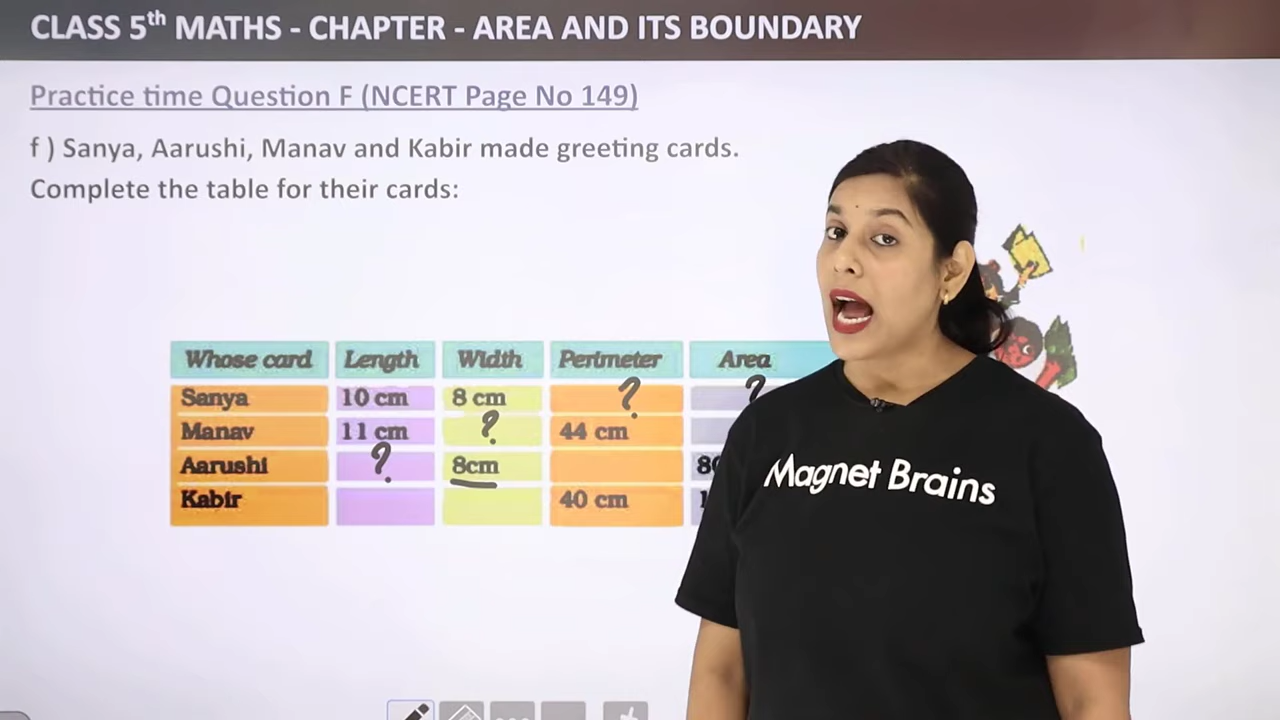 CLASS 5th MATHS - CHAPTER - AREA AND ITS BOUNDARY
Practice time Question F (NCERT Page No 149)
f ) Sanya, Aarushi, Manav and Kabir made greeting cards.
Complete the table for their cards:
Whose card Length Width Perimeter Area
Sanya 10 cm 8 cm ? ?
Manav 11 cm ? 44 cm
Aarushi ? 8cm
Kabir 40 cm
Magnet Brains